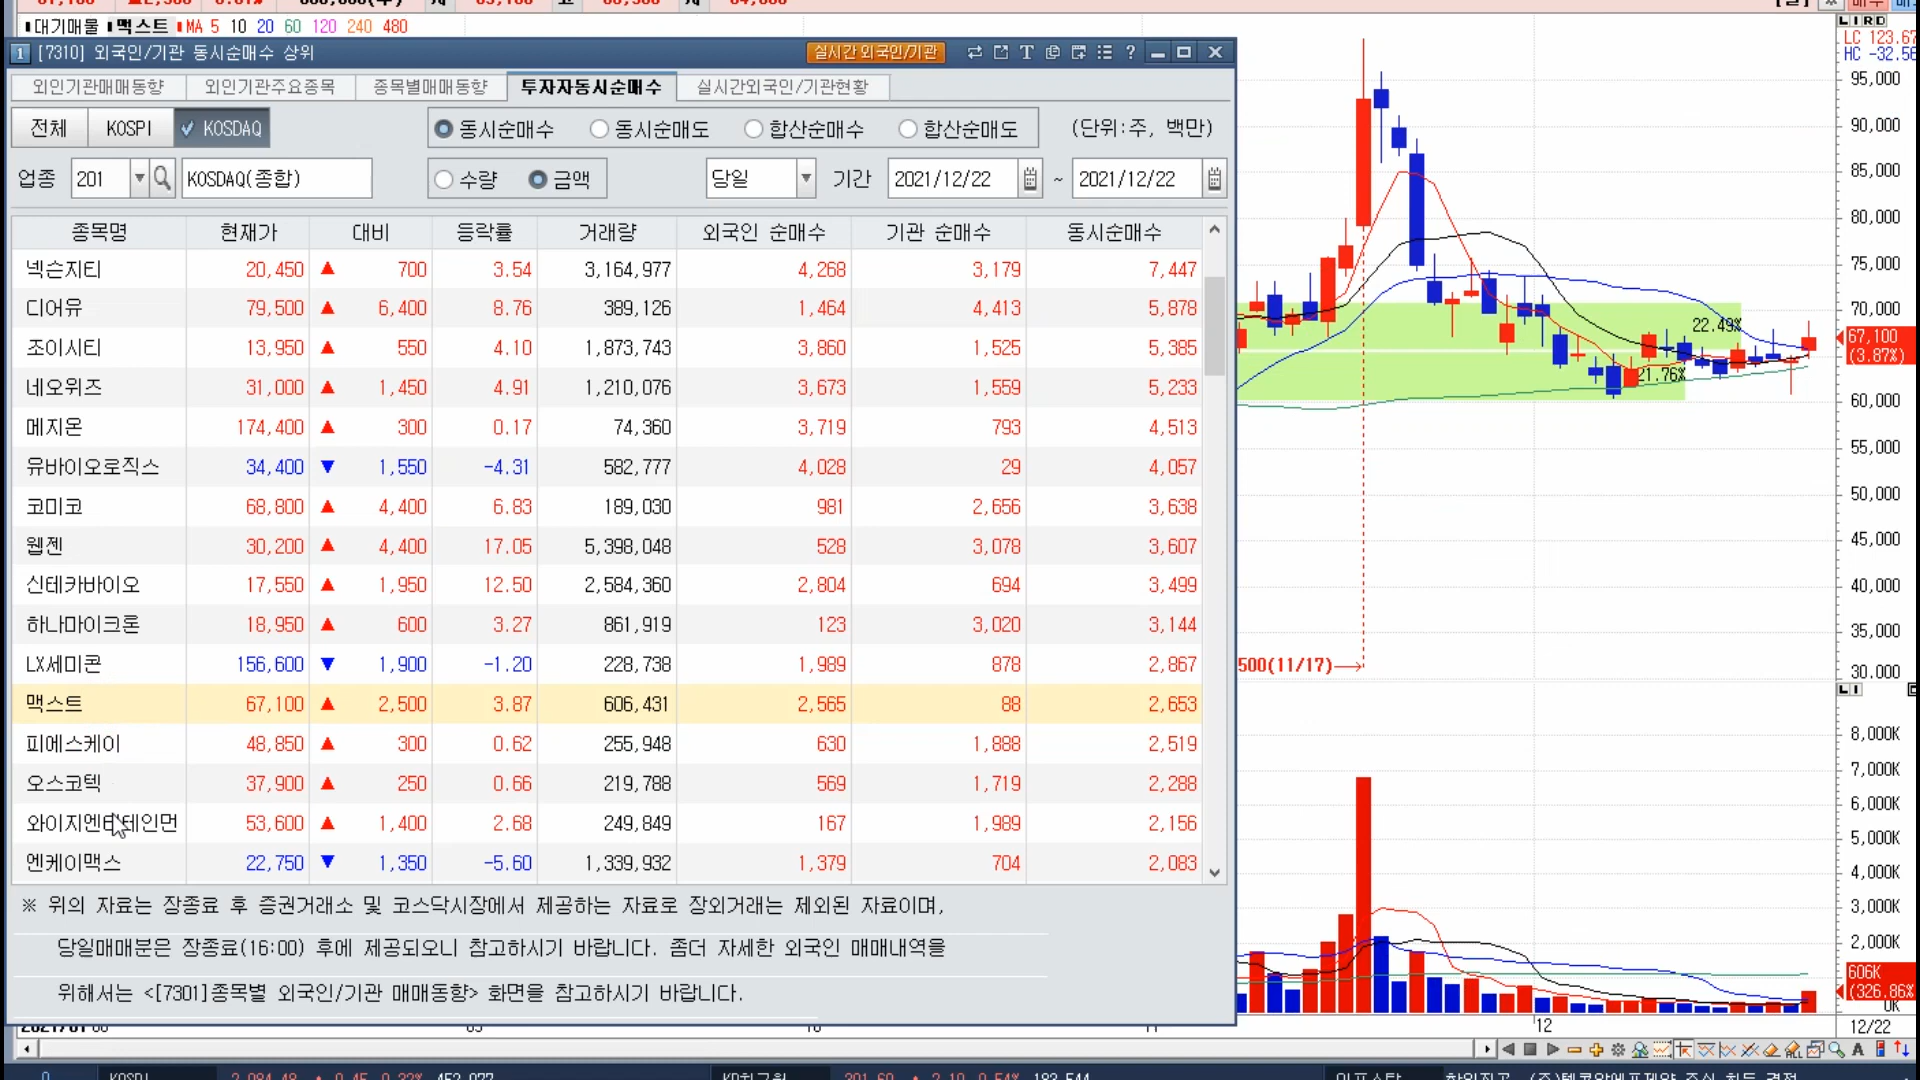 대기매물 맥스트 MA 5 10 20 60 120 240 480
1 [7310] 외국인/기관 동시순매수 상위 실시간 외국인/기관
외인기관매매동향 외인기관주요종목 종목별매매동향 투자자동시순매수 실시간외국인/기관현황
전체 KOSPI KOSDAQ 동시순매수 동시순매도 합산순매수 합산순매도 (단위:주, 백만)
업종 201 KOSDAQ(종합) 수량 금액 당일 기간 2021/12/22 ~ 2021/12/22
종목명 현재가 대비 등락률 거래량 외국인 순매수 기관 순매수 동시순매수
넥슨지티 20,450 ▲ 700 3.54 3,164,977 4,268 3,179 7,447
디어유 79,500 ▲ 6,400 8.76 389,126 1,464 4,413 5,878
조이시티 13,950 ▲ 550 4.10 1,873,743 3,860 1,525 5,385
네오위즈 31,000 ▲ 1,450 4.91 1,210,076 3,673 1,559 5,233
메지온 174,400 ▲ 300 0.17 74,360 3,719 793 4,513
유바이오로직스 34,400 ▼ 1,550 -4.31 582,777 4,028 29 4,057
코미코 68,800 ▲ 4,400 6.83 189,030 981 2,656 3,638
웹젠 30,200 ▲ 4,400 17.05 5,398,048 528 3,078 3,607
신테카바이오 17,550 ▲ 1,950 12.50 2,584,360 2,804 694 3,499
하나마이크론 18,950 ▲ 600 3.27 861,919 123 3,020 3,144
LX세미콘 156,600 ▼ 1,900 -1.20 228,738 1,989 878 2,867
맥스트 67,100 ▲ 2,500 3.87 606,431 2,565 88 2,653
피에스케이 48,850 ▲ 300 0.62 255,948 630 1,888 2,519
오스코텍 37,900 ▲ 250 0.66 219,788 569 1,719 2,288
와이지엔터테인먼 53,600 ▲ 1,400 2.68 249,849 167 1,989 2,156
엔케이맥스 22,750 ▼ 1,350 -5.60 1,339,932 1,379 704 2,083
※ 위의 자료는 장종료 후 증권거래소 및 코스닥시장에서 제공하는 자료로 장외거래는 제외된 자료이며,
당일매매분은 장종료(16:00) 후에 제공되오니 참고하시기 바랍니다. 좀더 자세한 외국인 매매내역을
위해서는 <[7301]종목별 외국인/기관 매매동향> 화면을 참고하시기 바랍니다.
L I R D
LC 123.67
HC -32.56
95,000
90,000
85,000
80,000
75,000
70,000
22.49%
67,100
(3.87%)
21.76%
60,000
55,000
50,000
45,000
40,000
35,000
500(11/17)
30,000
L I
8,000K
7,000K
6,000K
5,000K
4,000K
3,000K
2,000K
606K
(326.86%
0K
12 12/22